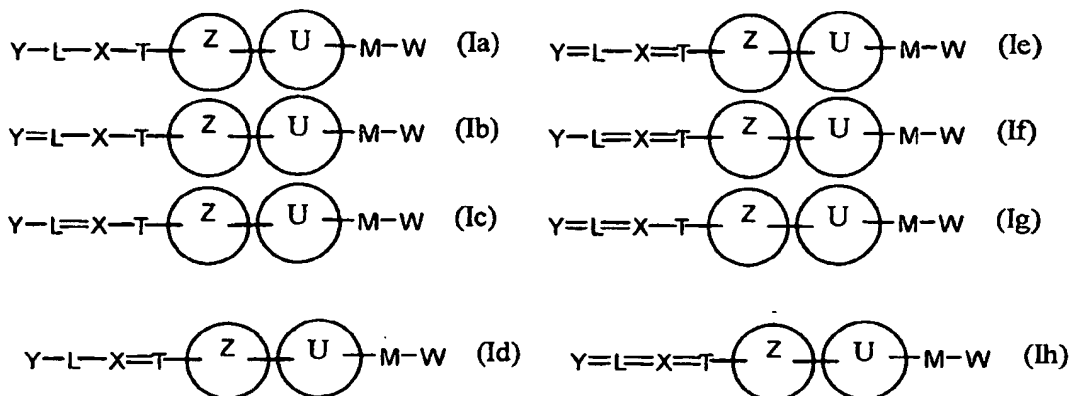 Y-L-X-T- Z U -M-W (Ia)
Y=L-X=T- Z U -M-W (Ie)
Y=L-X-T- Z U -M-W (Ib)
Y-L=X=T- Z U -M-W (If)
Y-L=X-T- Z U -M-W (Ic)
Y=L=X-T- Z U -M-W (Ig)
Y-L-X=T- Z U -M-W (Id)
Y=L=X=T- Z U -M-W (Ih)